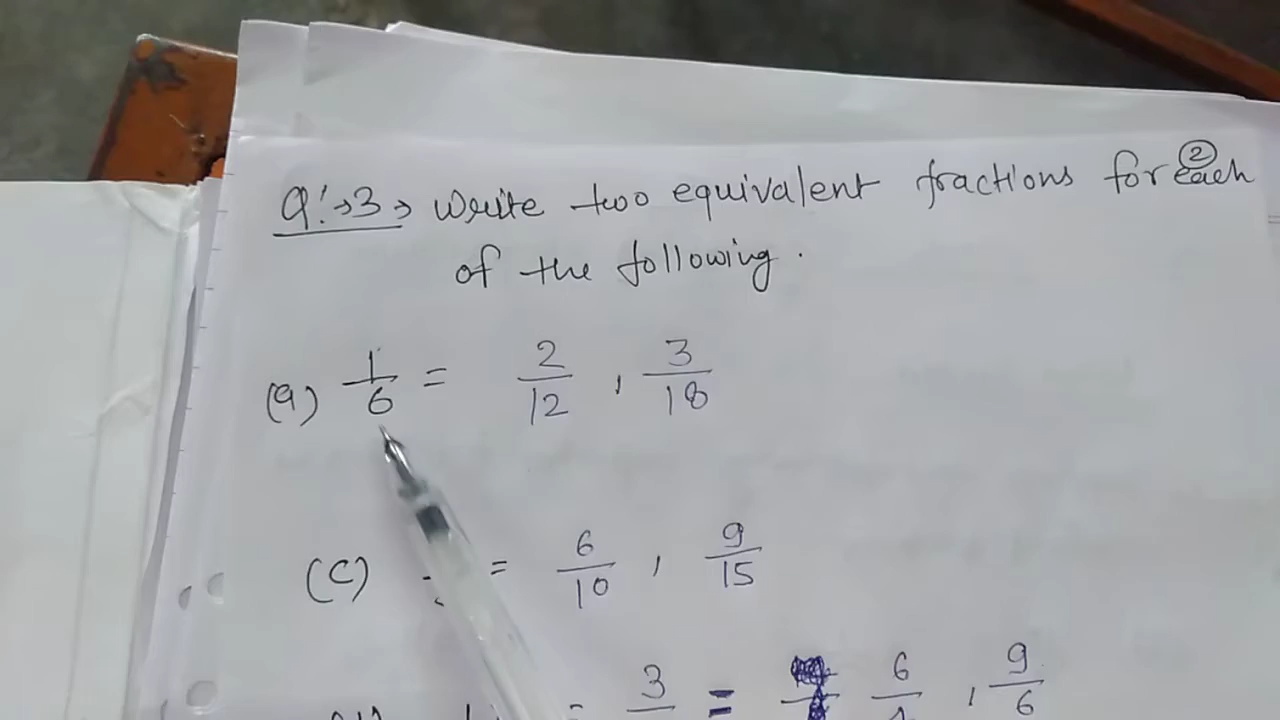 Q:→3→ Write two equivalent fractions for each
②
of the following.
(a) 1/6 = 2/12 , 3/18
(c) = 6/10 , 9/15
= 3 = 6 , 9/6